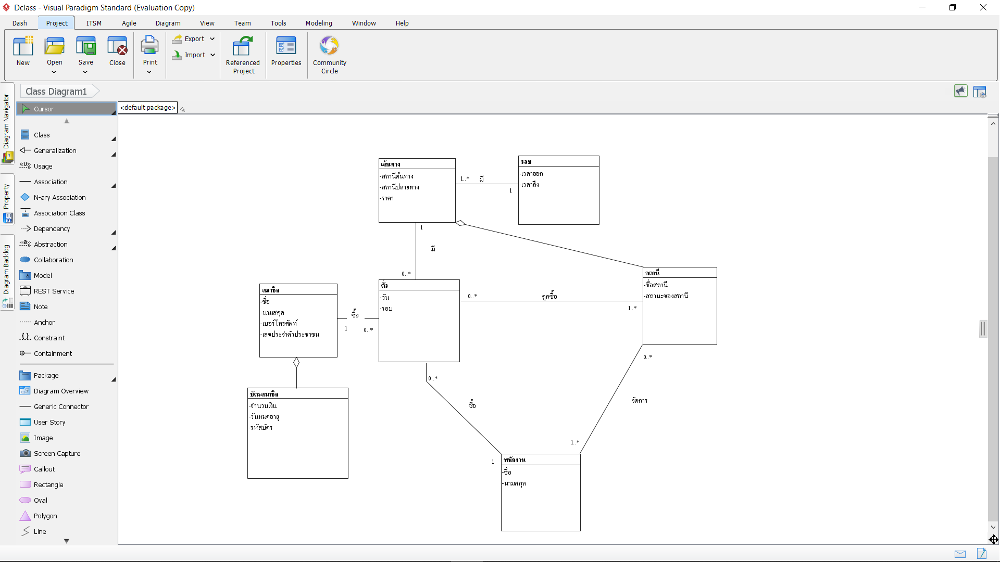 Dclass - Visual Paradigm Standard (Evaluation Copy)
Dash Project ITSM Agile Diagram View Team Tools Modeling Window Help
New Open Save Close Print Export Import Referenced Project Properties Community Circle
Class Diagram1
Diagram Navigator
Property
Diagram Backlog
Cursor
<default package>
Class
Generalization
Usage
Association
N-ary Association
Association Class
Dependency
Abstraction
Collaboration
Model
REST Service
Note
Anchor
Constraint
Containment
Package
Diagram Overview
Generic Connector
User Story
Image
Screen Capture
Callout
Rectangle
Oval
Polygon
Line
เส้นทาง
-สถานีต้นทาง
-สถานีปลายทาง
-ราคา
1..* มี
1
รอบ
-เวลาออก
-เวลาถึง
1
มี
0..*
สมาชิก
-ชื่อ
-นามสกุล
-เบอร์โทรศัพท์
-เลขประจำตัวประชาชน
ซื้อ
1 0..*
ตั๋ว
-วัน
-รอบ
0..* ถูกซื้อ
1..*
สถานี
-ชื่อสถานี
-สถานะของสถานี
บัตรสมาชิก
-จำนวนเงิน
-วันหมดอายุ
-รหัสบัตร
0..*
ซื้อ
1
0..*
จัดการ
1..*
พนักงาน
-ชื่อ
-นามสกุล